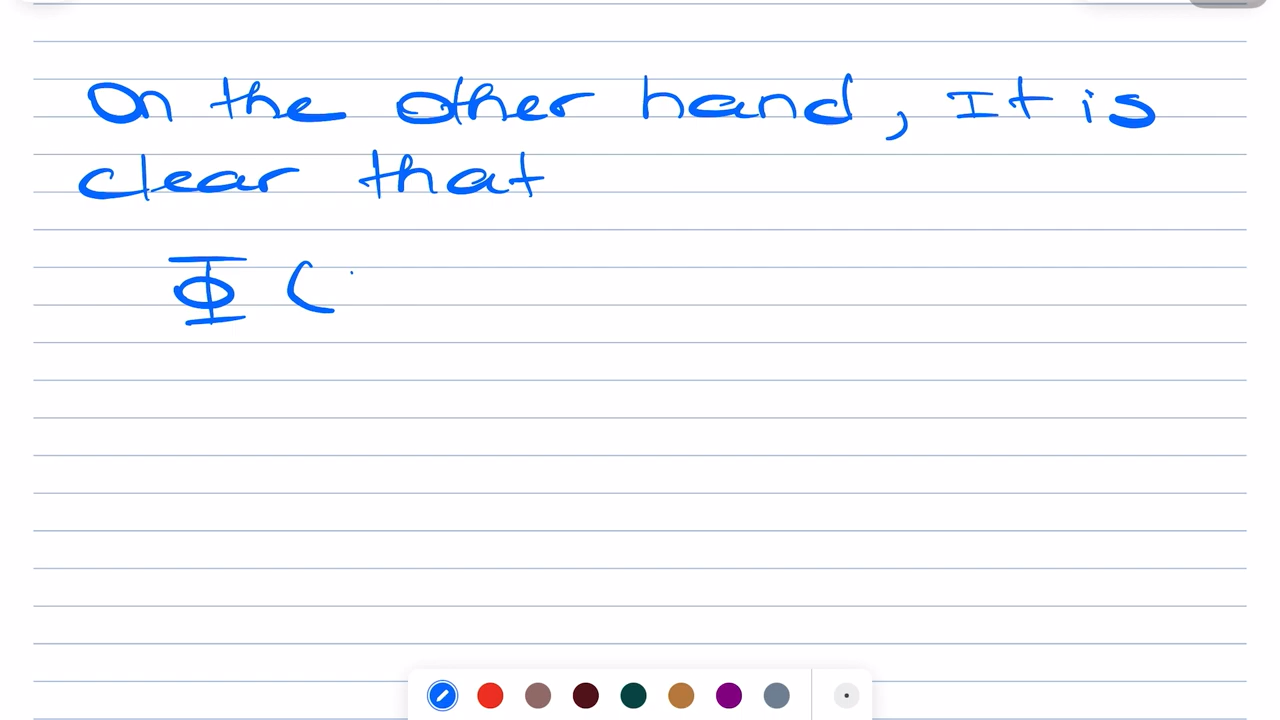 On the other hand, It is
clear that
Φ (